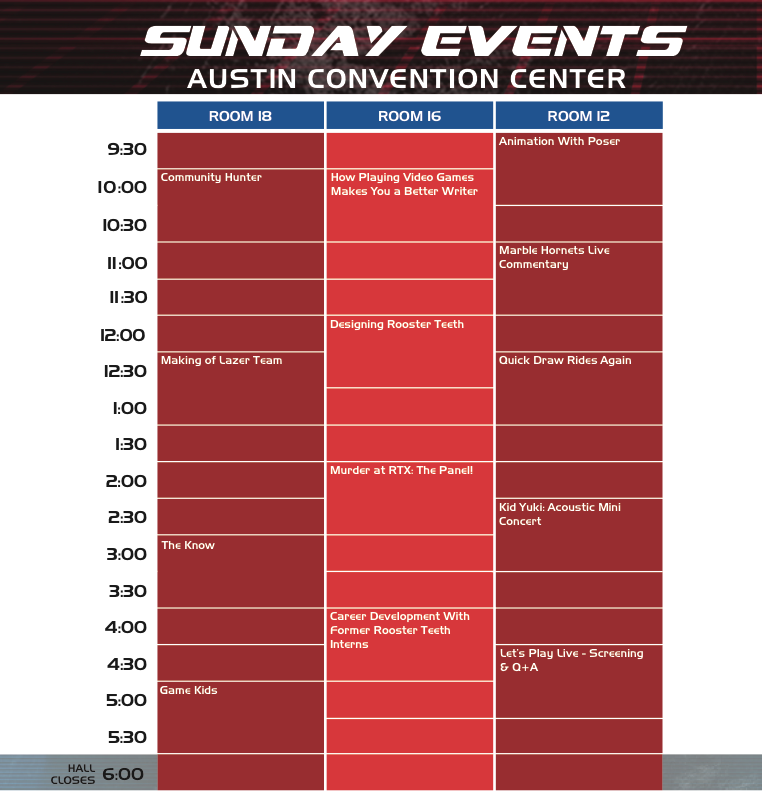 SUNDAY EVENTS
AUSTIN CONVENTION CENTER
ROOM 18
ROOM 16
ROOM 12
9:30
Animation With Poser
10:00
Community Hunter
How Playing Video Games
Makes You a Better Writer
10:30
11:00
Marble Hornets Live
Commentary
11:30
12:00
Designing Rooster Teeth
12:30
Making of Lazer Team
Quick Draw Rides Again
1:00
1:30
2:00
Murder at RTX: The Panel!
2:30
Kid Yuki: Acoustic Mini
Concert
3:00
The Know
3:30
4:00
Career Development With
Former Rooster Teeth
Interns
4:30
Let's Play Live - Screening
& Q+A
5:00
Game Kids
5:30
HALL
CLOSES
6:00